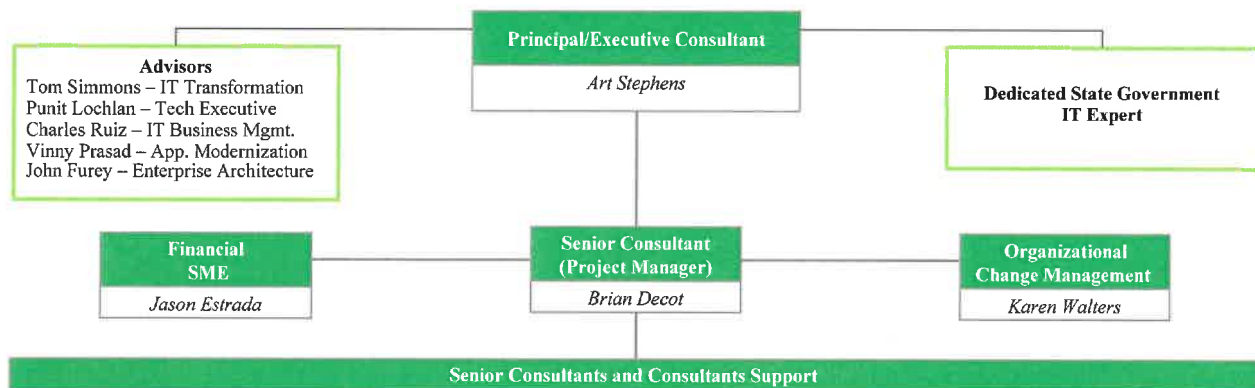 Principal/Executive Consultant
Art Stephens
Advisors
Tom Simmons – IT Transformation
Punit Lochlan – Tech Executive
Charles Ruiz – IT Business Mgmt.
Vinny Prasad – App. Modernization
John Furey – Enterprise Architecture
Dedicated State Government
IT Expert
Financial
SME
Jason Estrada
Senior Consultant
(Project Manager)
Brian Decot
Organizational
Change Management
Karen Walters
Senior Consultants and Consultants Support